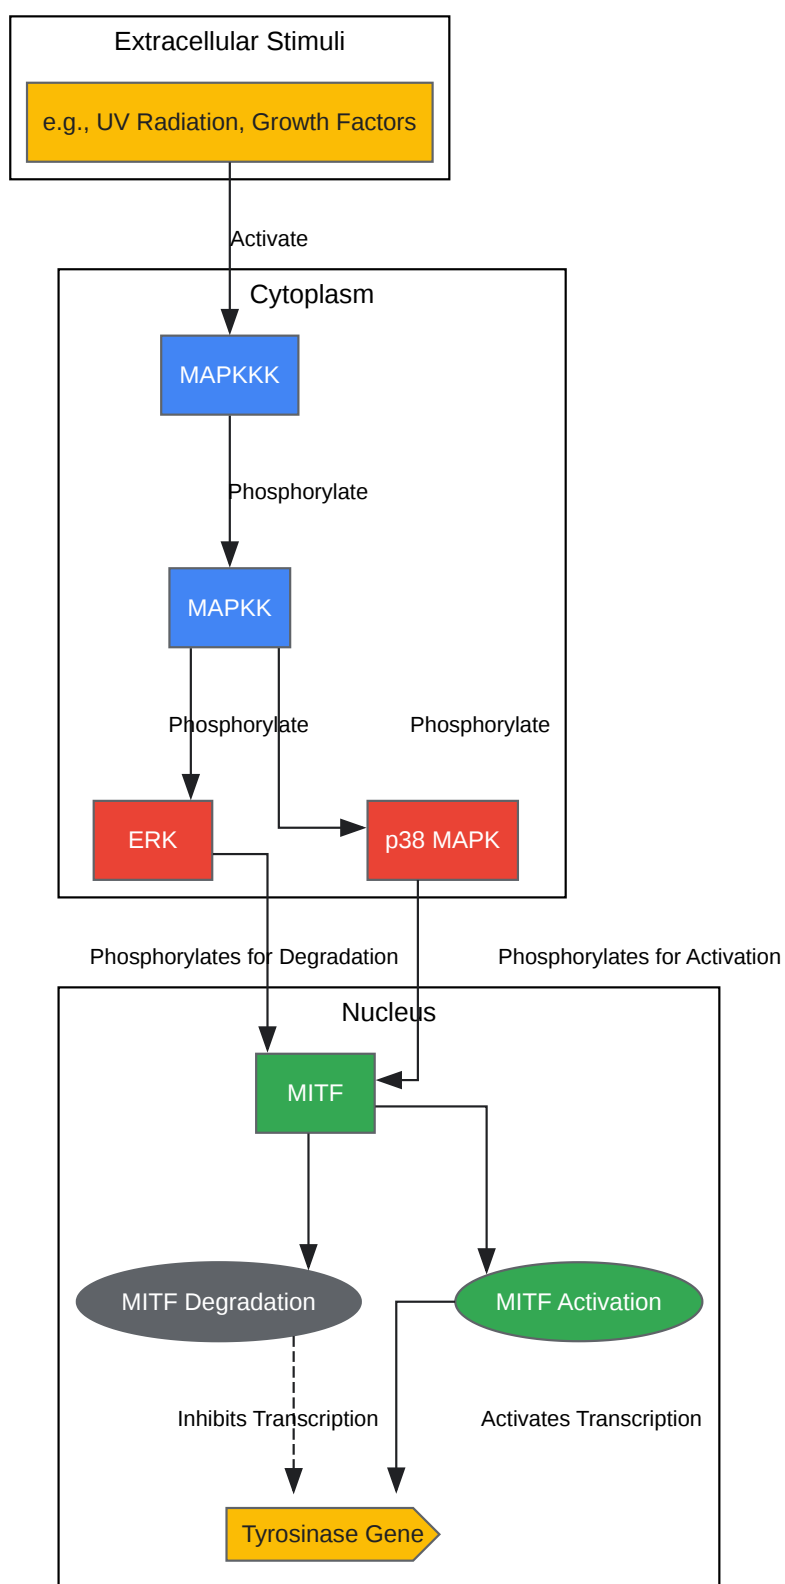 Extracellular Stimuli
e.g., UV Radiation, Growth Factors
Activate
Cytoplasm
MAPKKK
Phosphorylate
MAPKK
Phosphorylate
Phosphorylate
ERK
p38 MAPK
Phosphorylates for Degradation
Phosphorylates for Activation
Nucleus
MITF
MITF Degradation
MITF Activation
Inhibits Transcription
Activates Transcription
Tyrosinase Gene